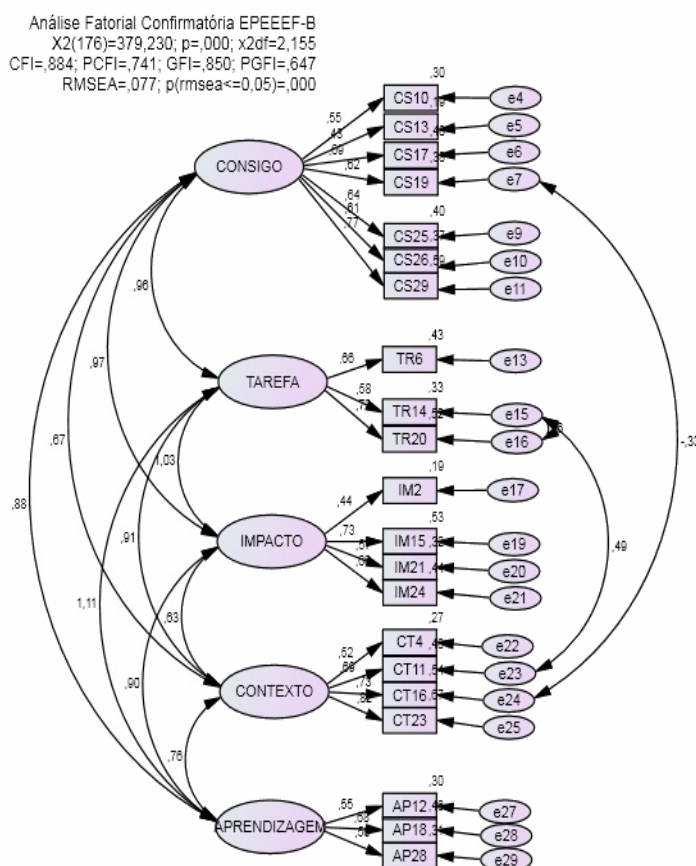 Análise Fatorial Confirmatória EPEEEF-B
X2(176)=379,230; p=,000; x2df=2,155
CFI=,884; PCFI=,741; GFI=,850; PGFI=,647
RMSEA=,077; p(rmsea<=0,05)=,000
,30
CS10
e4
,55
CS13
e5
,43
CS17
e6
,69
CONSIGO
CS19
e7
,62
,64
,40
,61
CS25
e9
,77
CS26
e10
CS29
e11
,96
,43
,66
TR6
e13
,97
TAREFA
,58
,33
TR14
e15
TR20
e16
,67
-,33
1,03
,19
,44
IM2
e17
,88
,73
,53
IMPACTO
IM15
e19
,91
,49
IM21
e20
IM24
e21
1,11
,63
,27
,52
CT4
e22
,69
CT11
e23
,90
CONTEXTO
,73
CT16
e24
,82
CT23
e25
,76
,30
,55
AP12
e27
APRENDIZAGEM
AP18
e28
AP28
e29